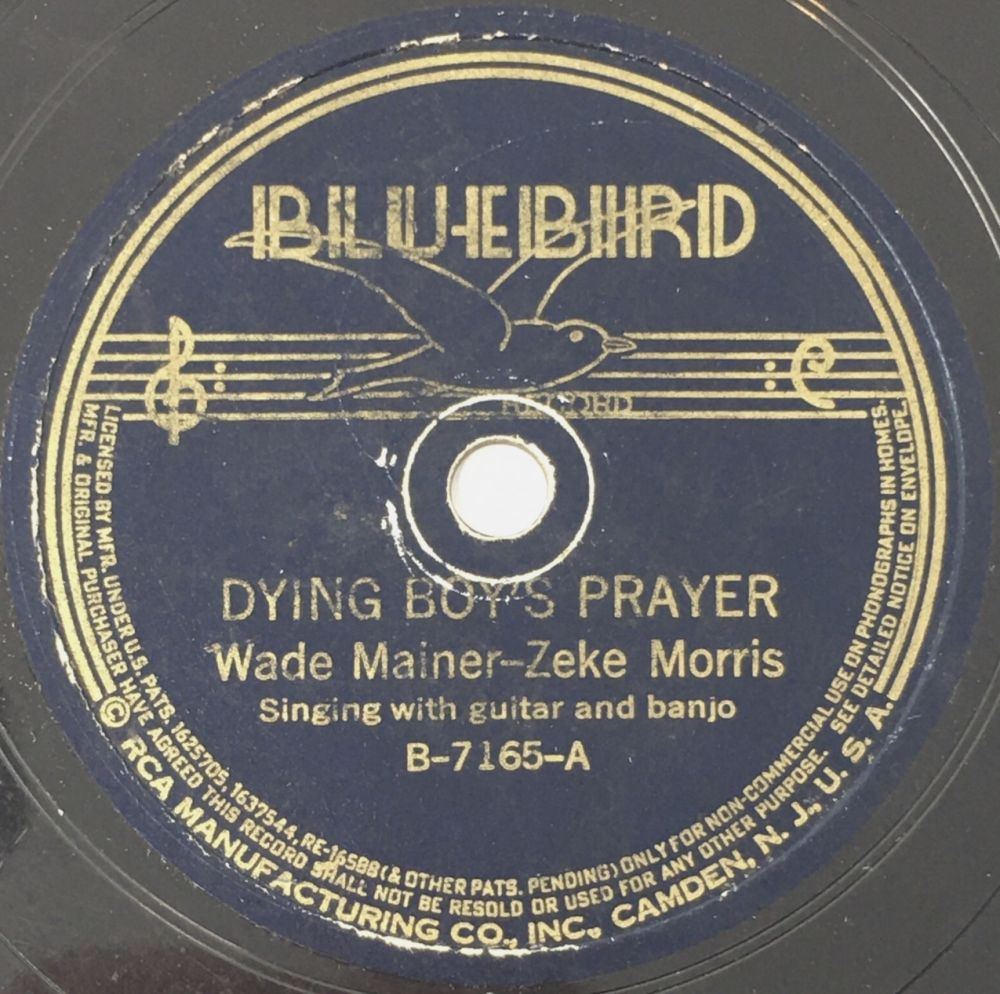 BLUEBIRD
RECORD
DYING BOY'S PRAYER
Wade Mainer–Zeke Morris
Singing with guitar and banjo
B–7165–A
LICENSED BY MFR. UNDER U.S. PATS. 1625705, 1637544, RE-16588 (& OTHER PATS. PENDING) ONLY FOR NON-COMMERCIAL USE ON PHONOGRAPHS IN HOMES.
MFR. & ORIGINAL PURCHASER HAVE AGREED THIS RECORD SHALL NOT BE RESOLD OR USED FOR ANY OTHER PURPOSE. SEE DETAILED NOTICE ON ENVELOPE.
© RCA MANUFACTURING CO., INC. CAMDEN, N. J., U. S. A.